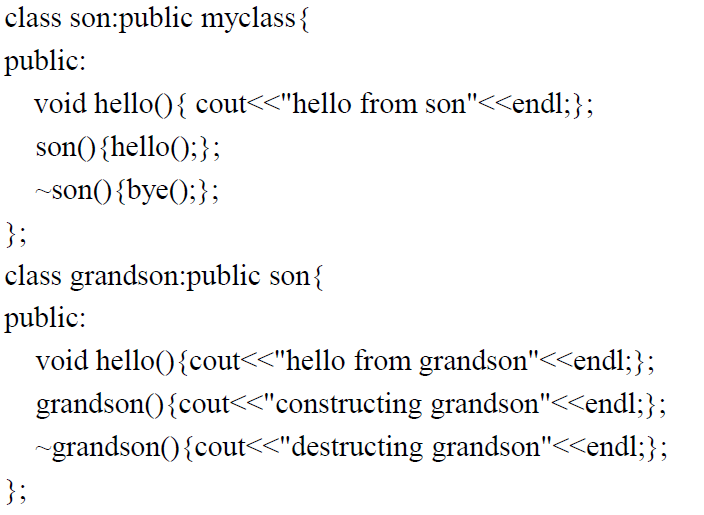 class son:public myclass{
public:
void hello(){ cout<<"hello from son"<<endl;};
son(){hello();};
~son(){bye();};
};
class grandson:public son{
public:
void hello(){cout<<"hello from grandson"<<endl;};
grandson(){cout<<"constructing grandson"<<endl;};
~grandson(){cout<<"destructing grandson"<<endl;};
};